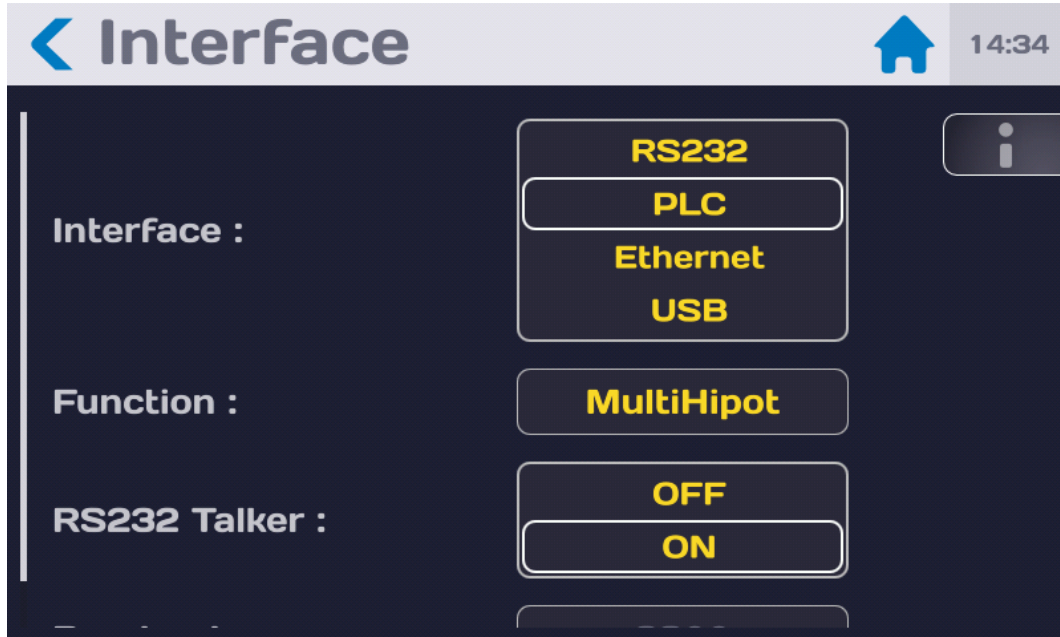 Interface
14:34
Interface :
RS232
PLC
Ethernet
USB
Function :
MultiHipot
RS232 Talker :
OFF
ON